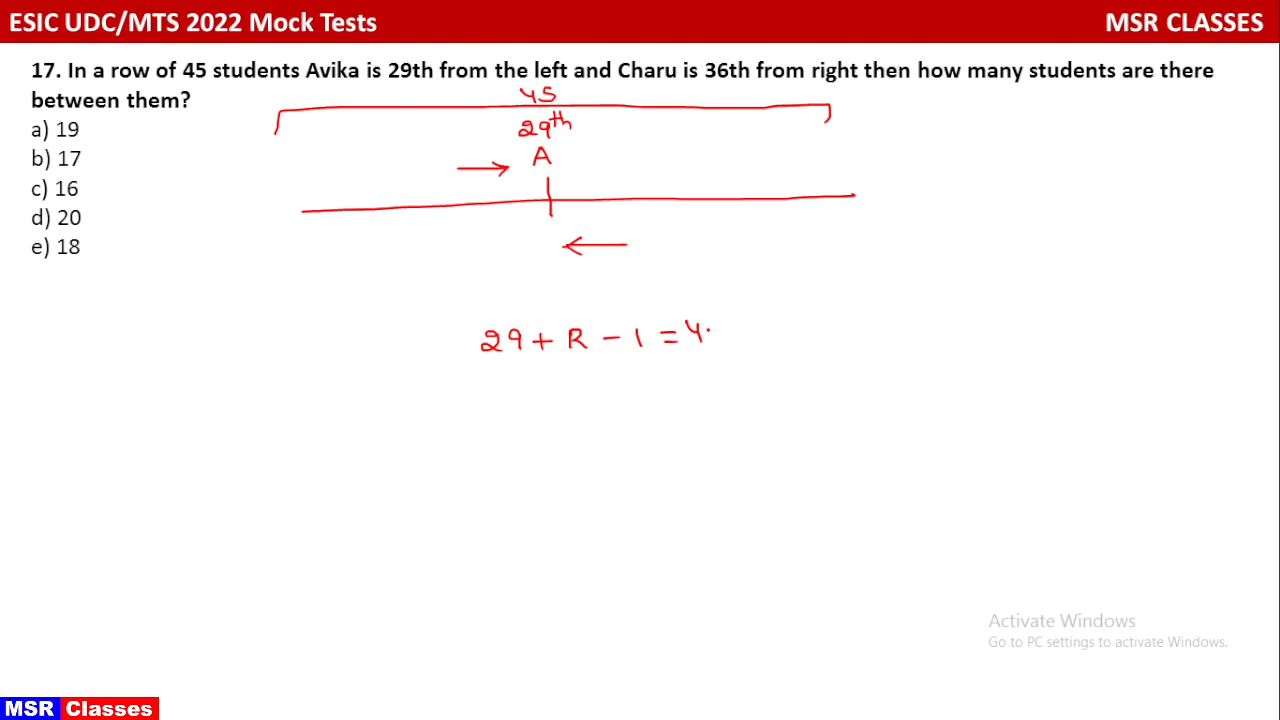 ESIC UDC/MTS 2022 Mock Tests
MSR CLASSES
17. In a row of 45 students Avika is 29th from the left and Charu is 36th from right then how many students are there
between them?
45
a) 19
29th
b) 17
A
c) 16
d) 20
e) 18
29 + R - 1 = 4
Activate Windows
Go to PC settings to activate Windows.
MSR Classes